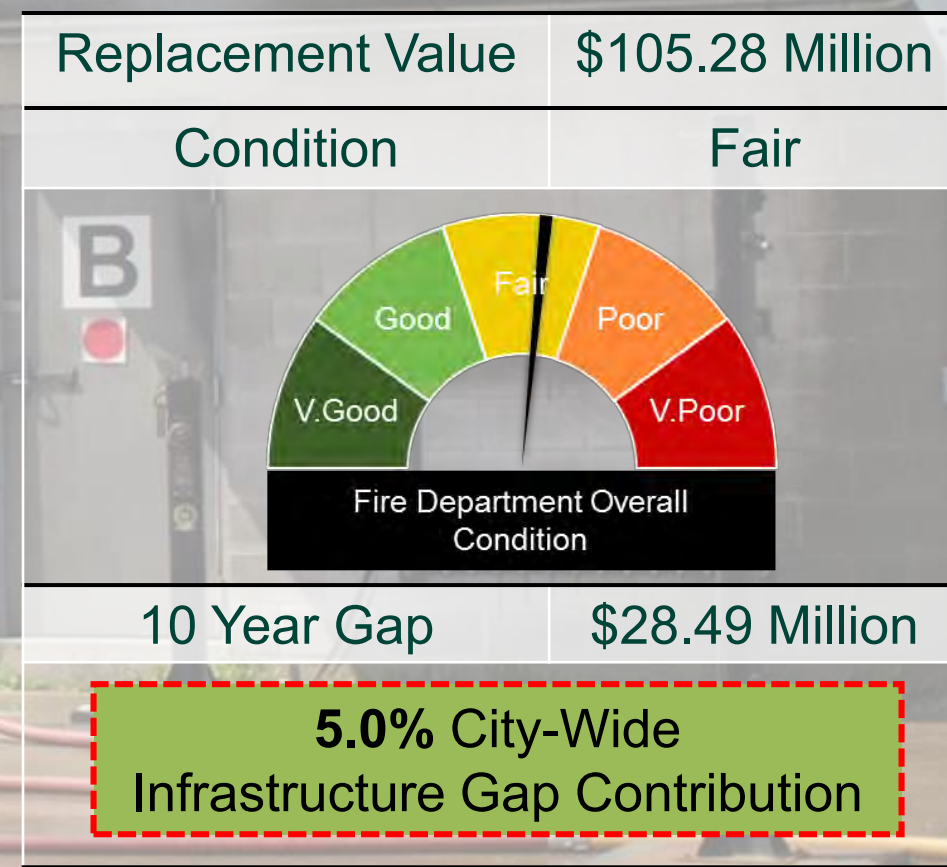 Replacement Value $105.28 Million
Condition Fair
B
Fair
Good Poor
V.Good V.Poor
Fire Department Overall
Condition
10 Year Gap $28.49 Million
5.0% City-Wide
Infrastructure Gap Contribution